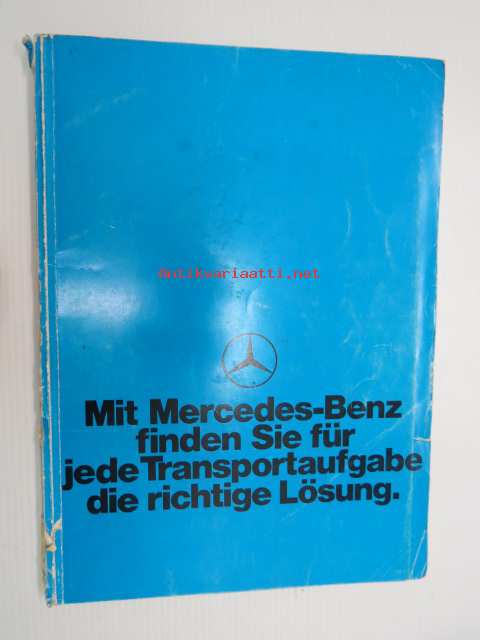 Antikvariaatti.net
Mit Mercedes-Benz
finden Sie für
jede Transportaufgabe
die richtige Lösung.